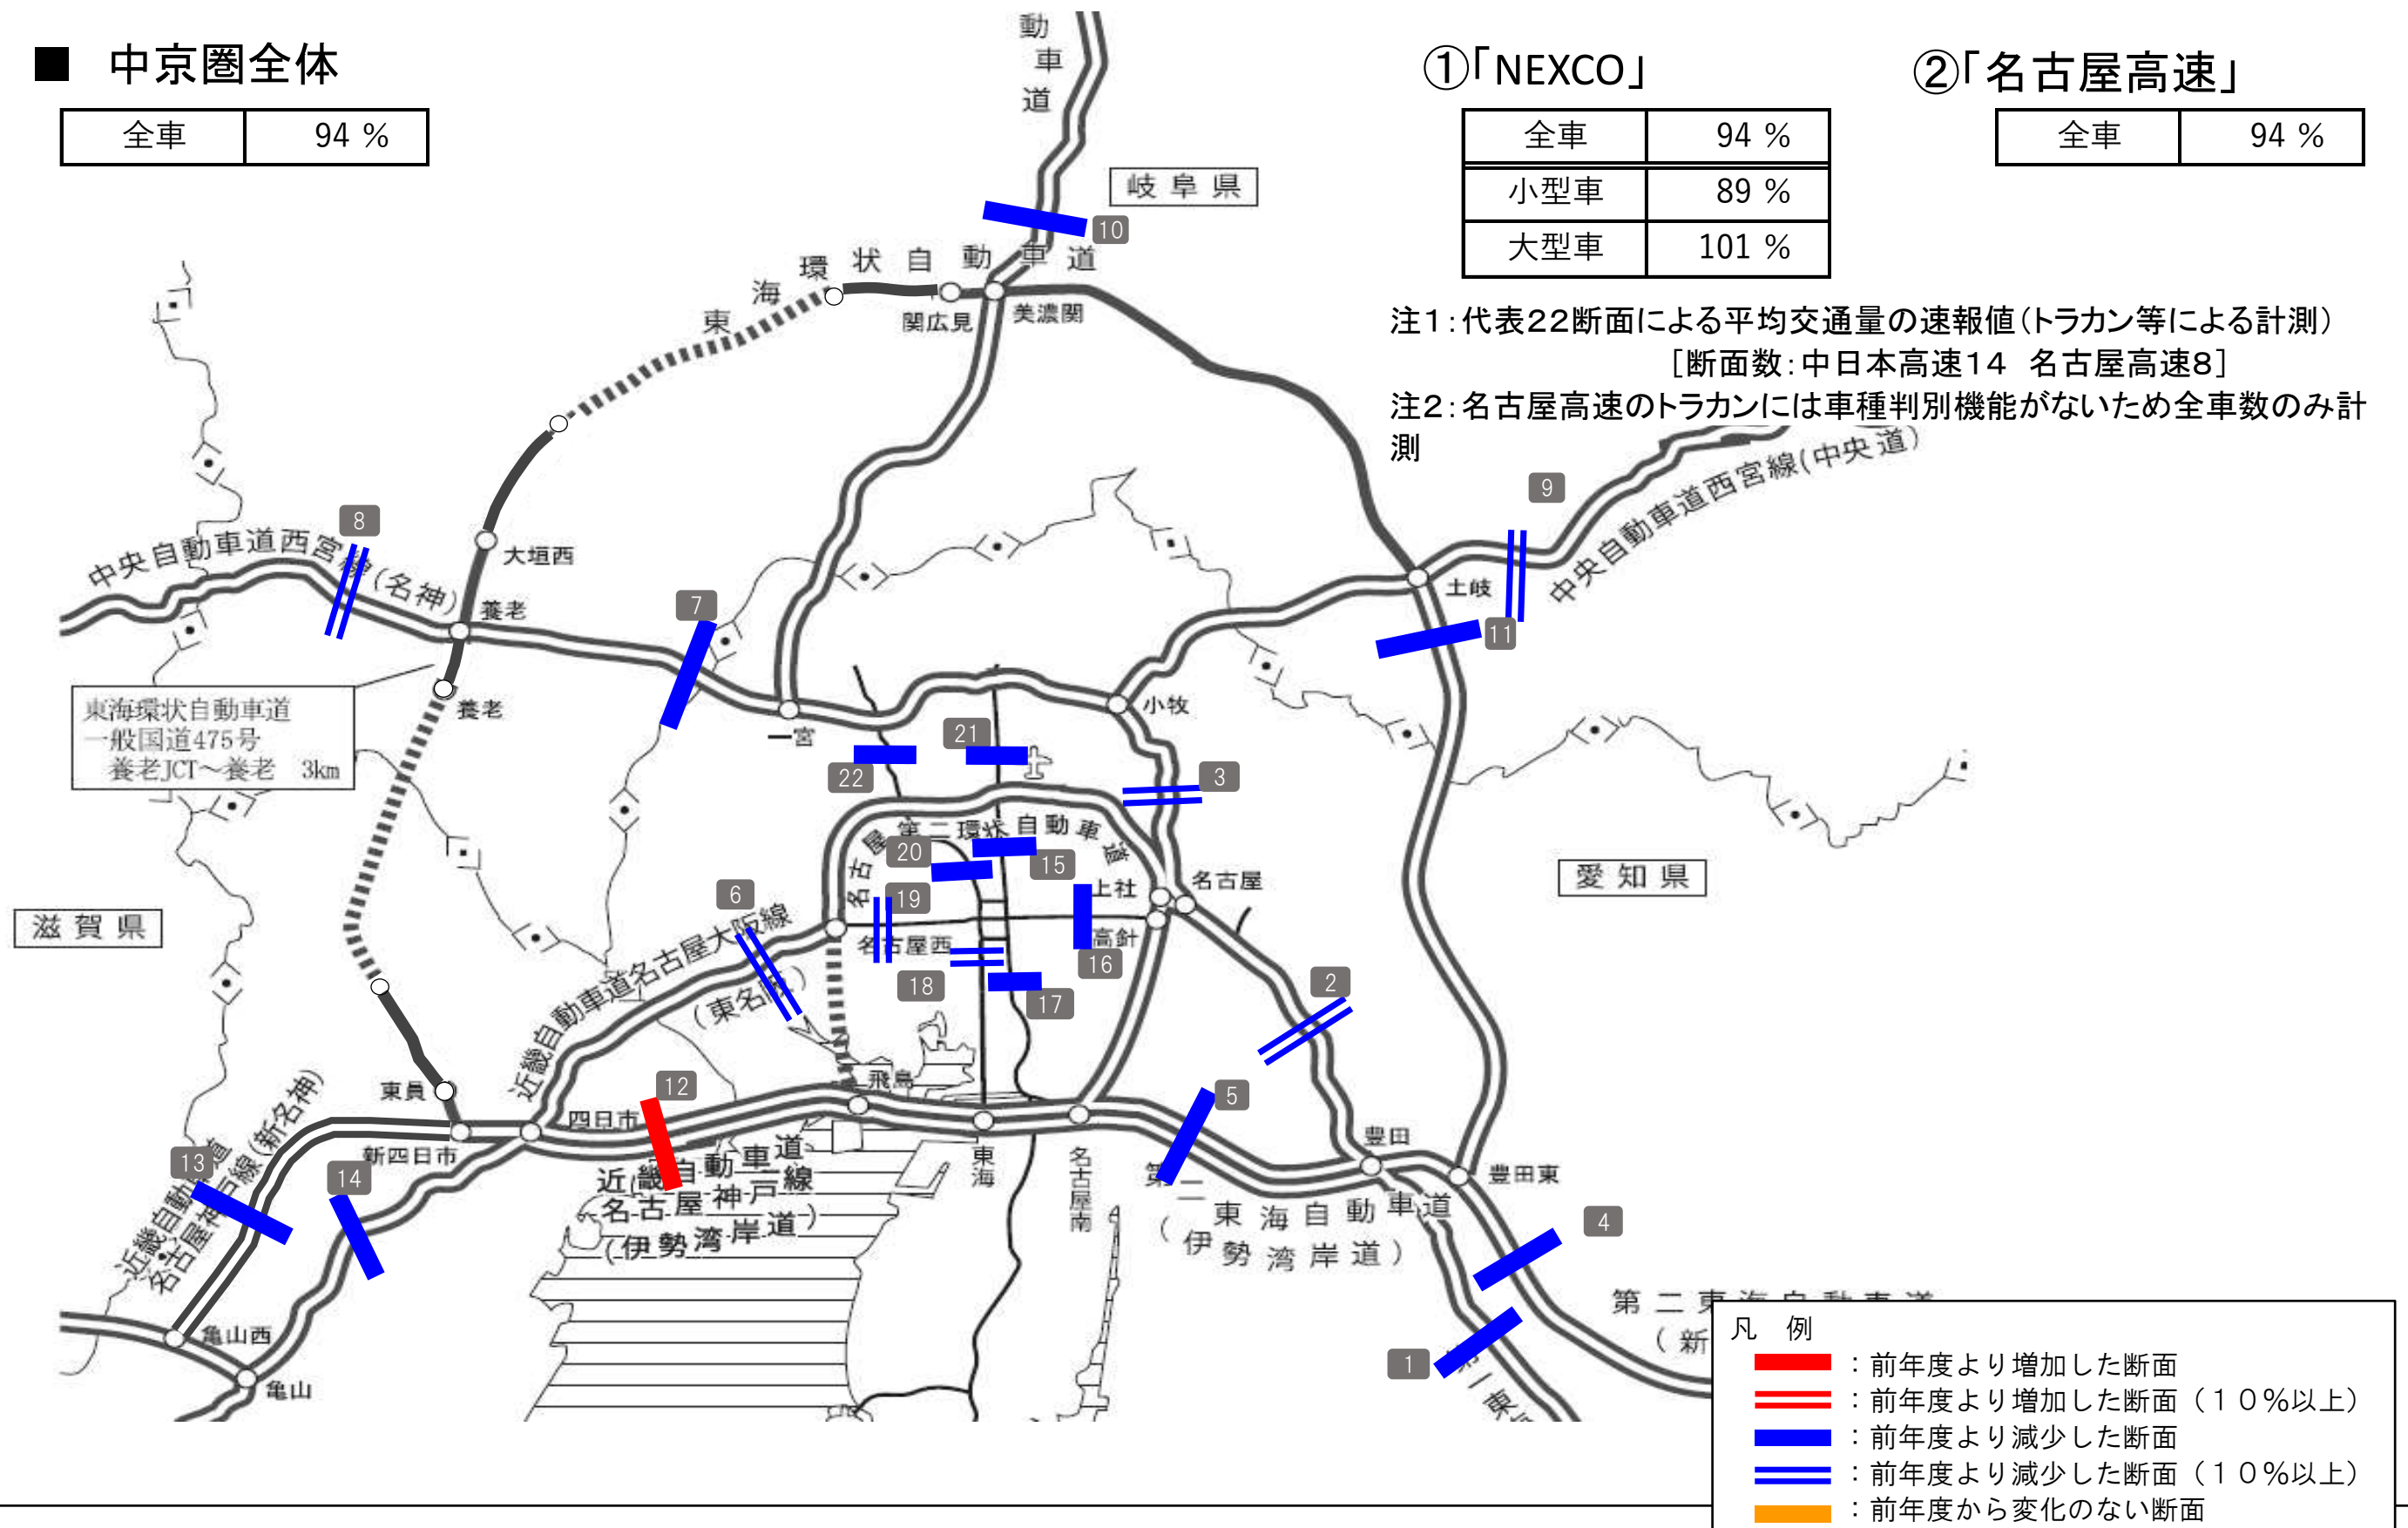 ■ 中京圏全体
全車 94 %
①「NEXCO」
全車 94 %
小型車 89 %
大型車 101 %
②「名古屋高速」
全車 94 %
注1：代表22断面による平均交通量の速報値（トラカン等による計測）
［断面数：中日本高速14 名古屋高速8］
注2：名古屋高速のトラカンには車種判別機能がないため全車数のみ計
測
動車道
岐阜県
10
東海環状自動車道
関広見
美濃関
9
中央自動車道西宮線(中央道)
8
中央自動車道西宮線(名神)
大垣西
養老
7
土岐
11
東海環状自動車道
一般国道475号
養老JCT～養老 3km
養老
一宮
小牧
21
22
3
名古屋第二環状自動車道
20
15
上社
名古屋
愛知県
19
6
滋賀県
名古屋西
高針
16
18
17
2
近畿自動車道名古屋大阪線
(東名阪)
東員
12
飛島
5
四日市
新四日市
豊田
豊田東
13
14
近畿自動車道
名古屋神戸線(新名神)
近畿自動車道
名古屋神戸線
(伊勢湾岸道)
東海
名古屋南
第二東海自動車道
(伊勢湾岸道)
4
亀山西
亀山
1
第二東海自動車道
(新
第一東
凡 例
：前年度より増加した断面
：前年度より増加した断面（１０％以上）
：前年度より減少した断面
：前年度より減少した断面（１０％以上）
：前年度から変化のない断面